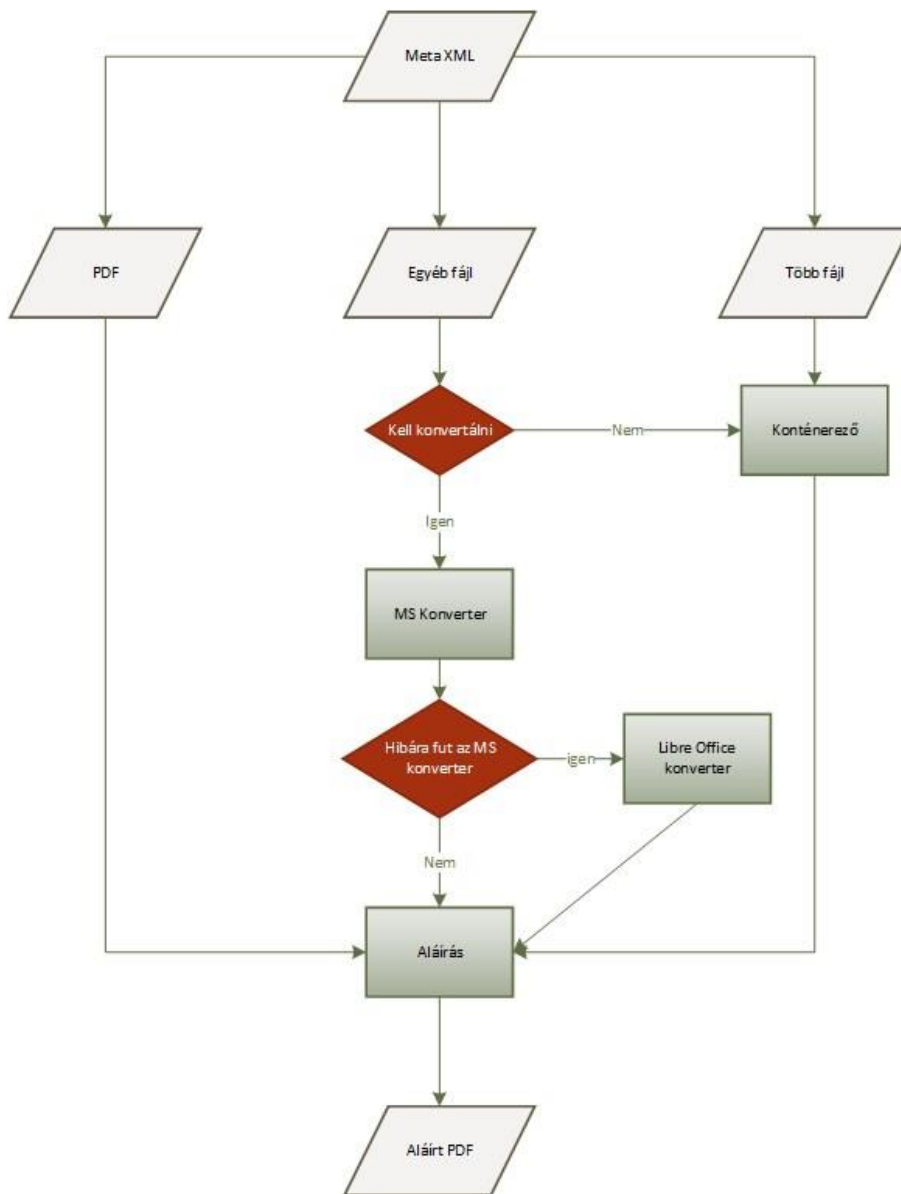 Meta XML
PDF
Egyéb fájl
Több fájl
Kell konvertálni
Nem
Konténerező
Igen
MS Konverter
Hibára fut az MS
konverter
igen
Libre Office
konverter
Nem
Aláírás
Aláírt PDF